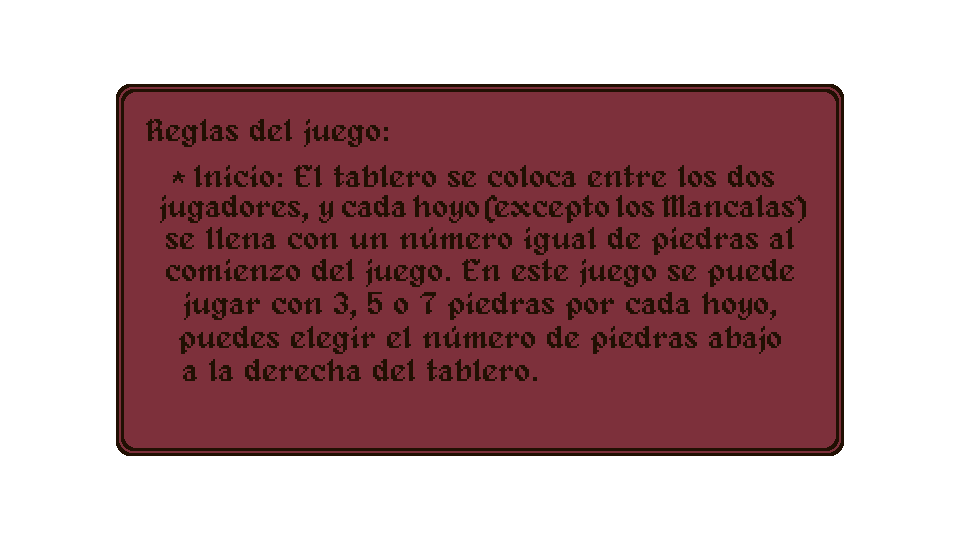 Reglas del juego:
* Inicio: El tablero se coloca entre los dos
jugadores, y cada hoyo (excepto los Mancalas)
se llena con un número igual de piedras al
comienzo del juego. En este juego se puede
jugar con 3, 5 o 7 piedras por cada hoyo,
puedes elegir el número de piedras abajo
a la derecha del tablero.